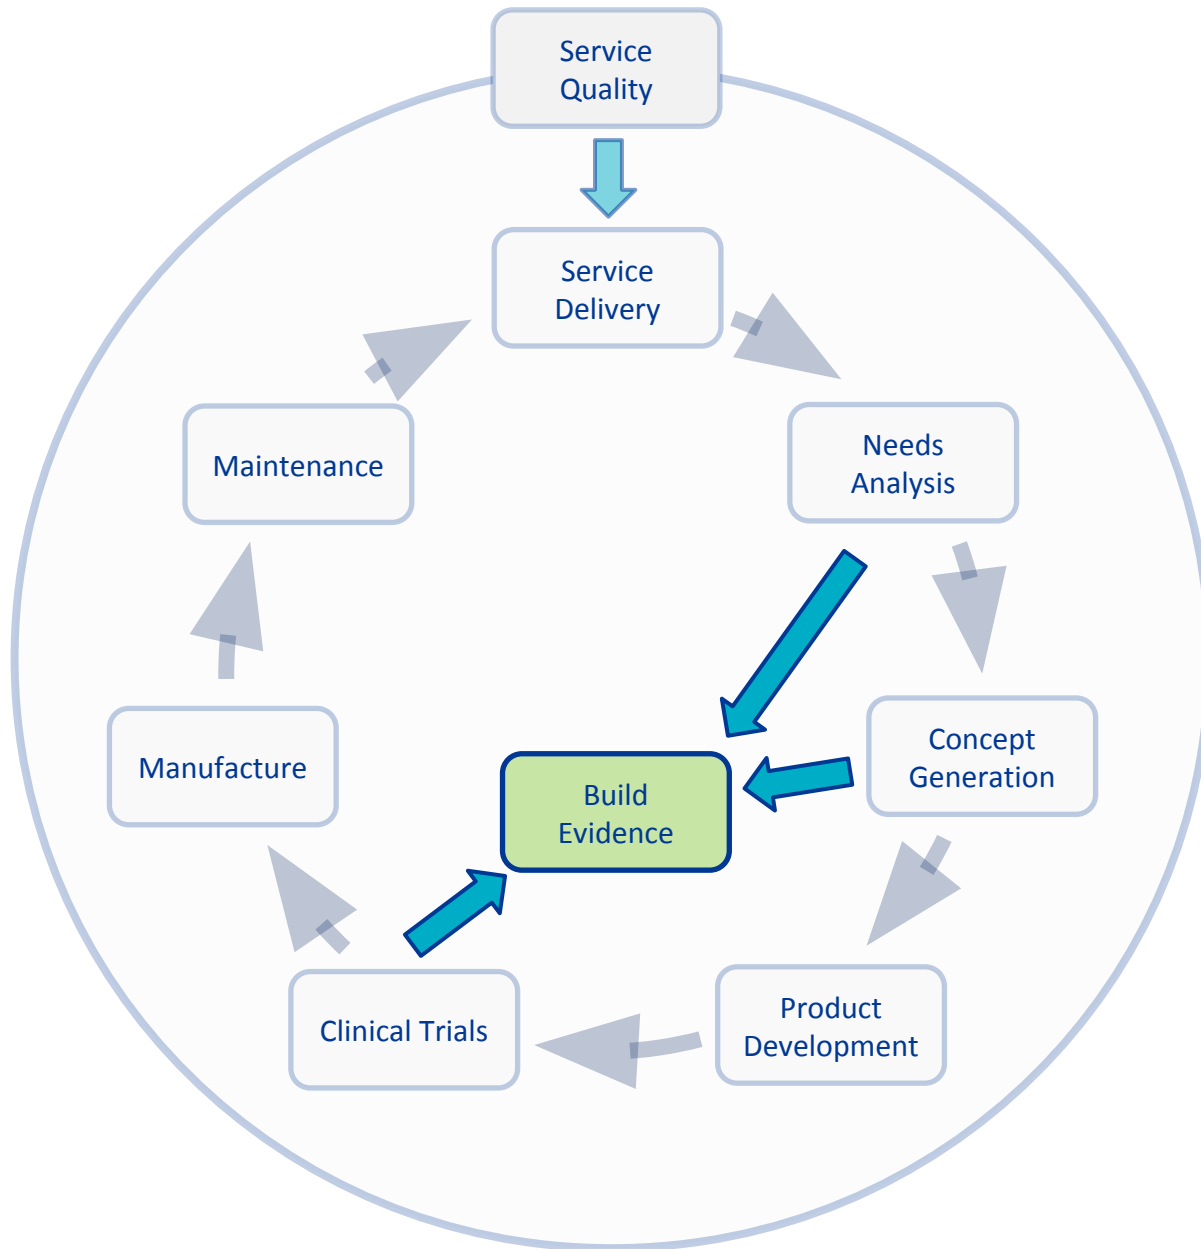 Service
Quality
Service
Delivery
Needs
Analysis
Concept
Generation
Product
Development
Clinical Trials
Manufacture
Maintenance
Build
Evidence